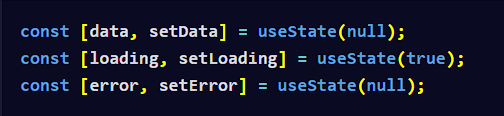 const [data, setData] = useState(null);
const [loading, setLoading] = useState(true);
const [error, setError] = useState(null);